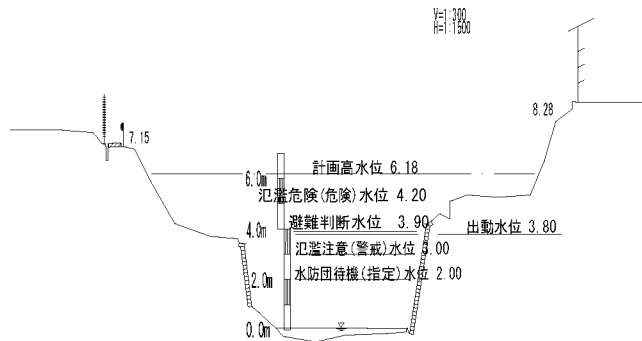 V=1:300
H=1:1500
8.28
7.15
計画高水位 6.18
6.0m
氾濫危険(危険)水位 4.20
避難判断水位 3.90
出動水位 3.80
4.0m
氾濫注意(警戒)水位 3.00
水防団待機(指定)水位 2.00
2.0m
0.0m